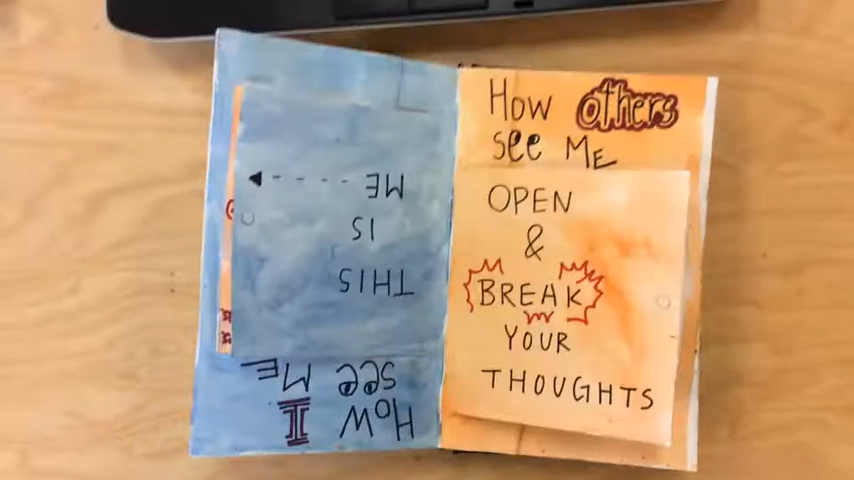 How others
see ME
OPEN
&
BREAK
YOUR
THOUGHTS
How I
see ME
THIS
IS
ME